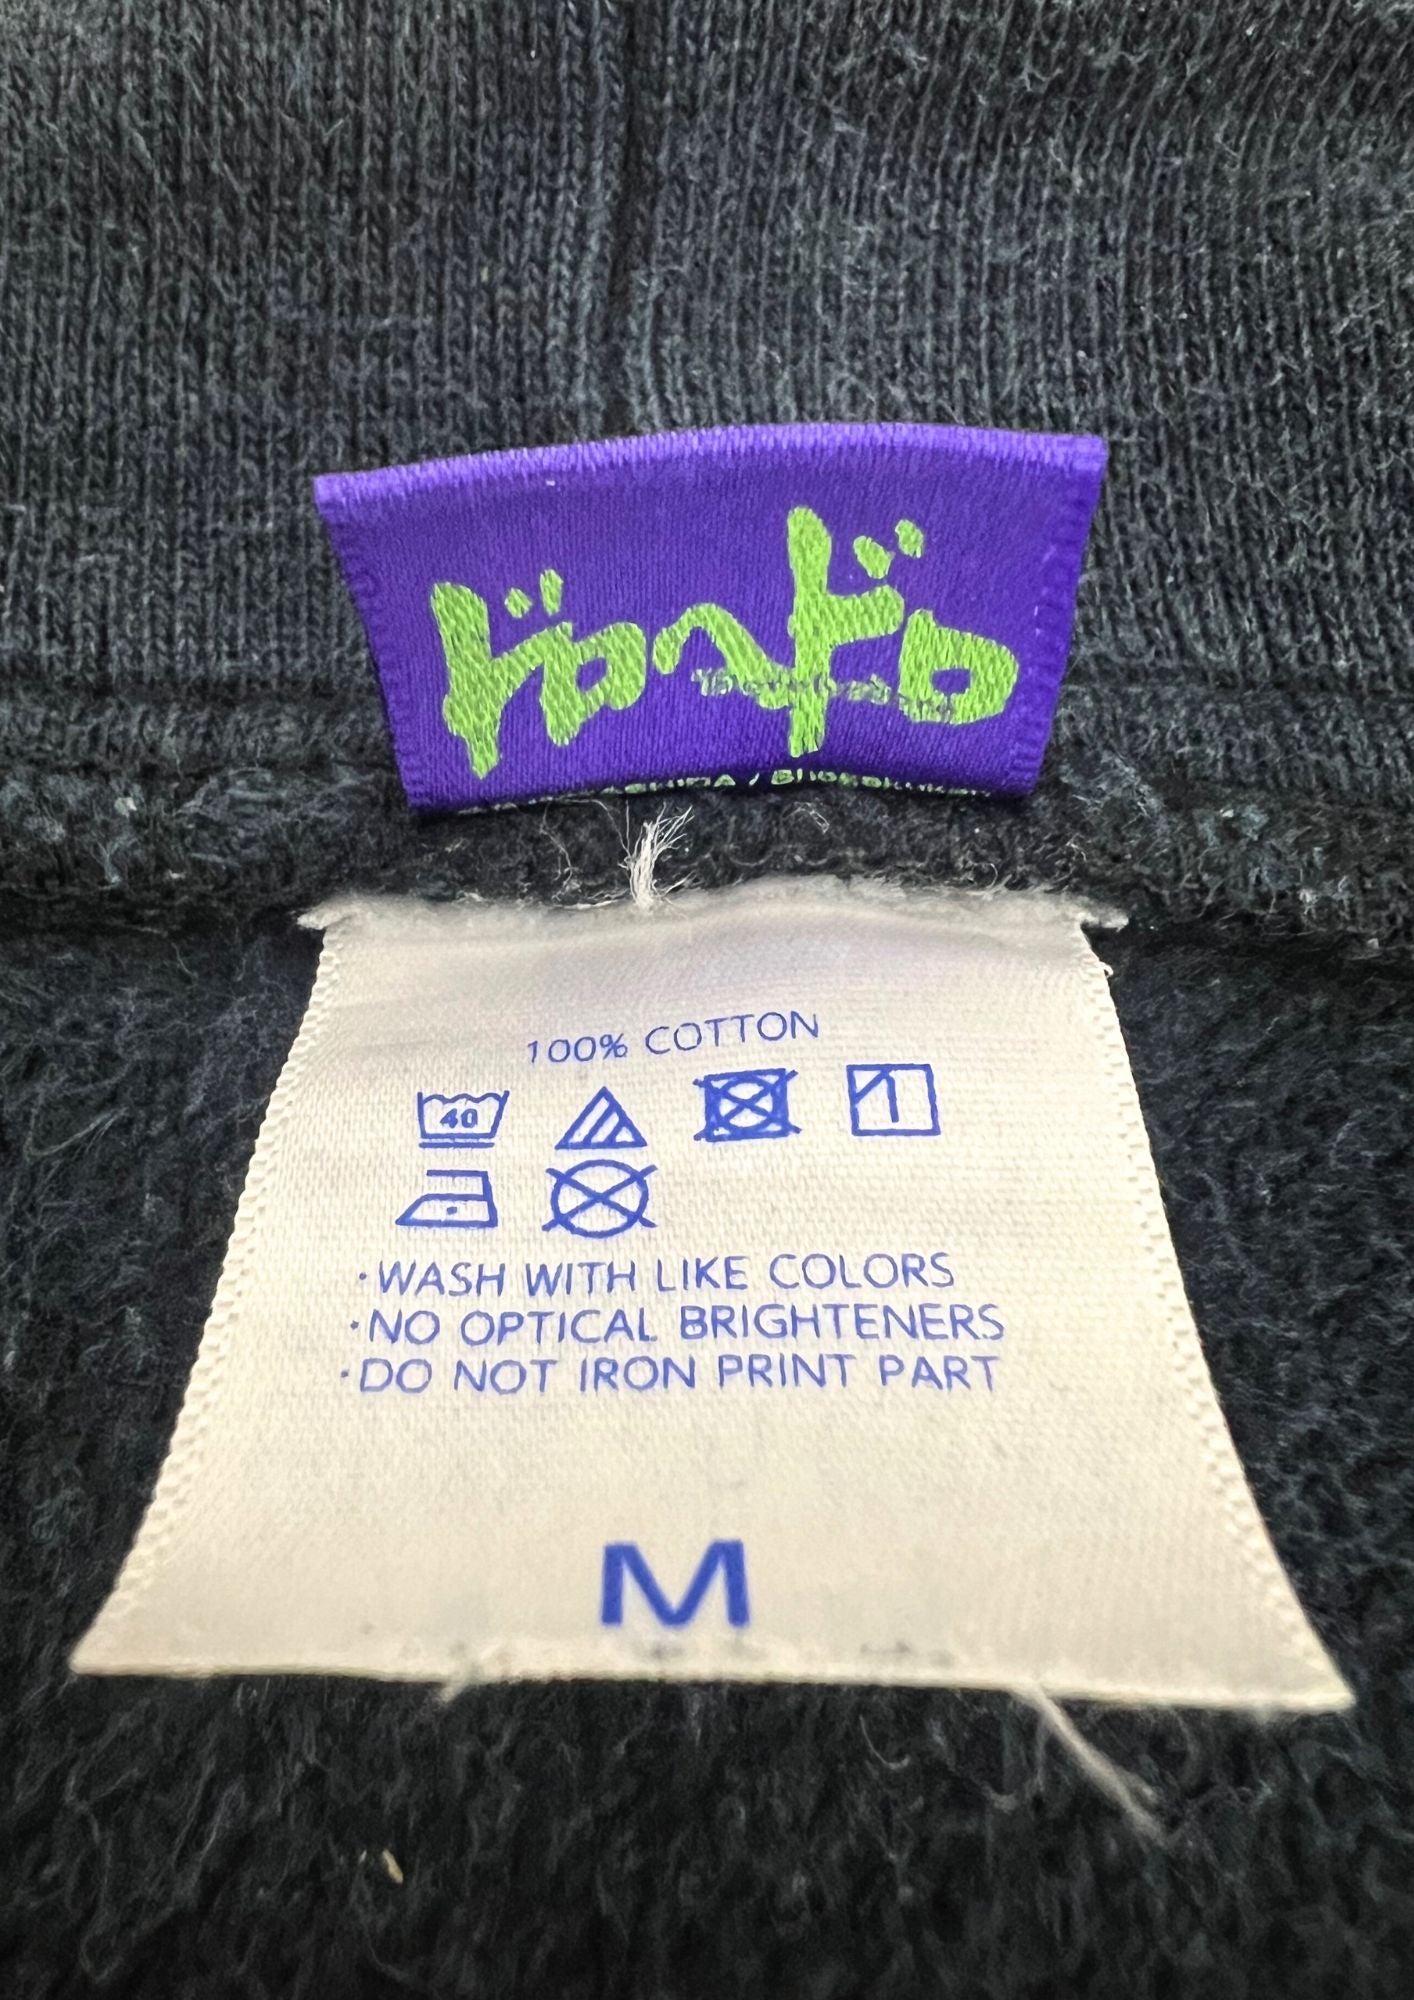 ドロヘドロ
100% COTTON
40
1
·WASH WITH LIKE COLORS
·NO OPTICAL BRIGHTENERS
·DO NOT IRON PRINT PART
M